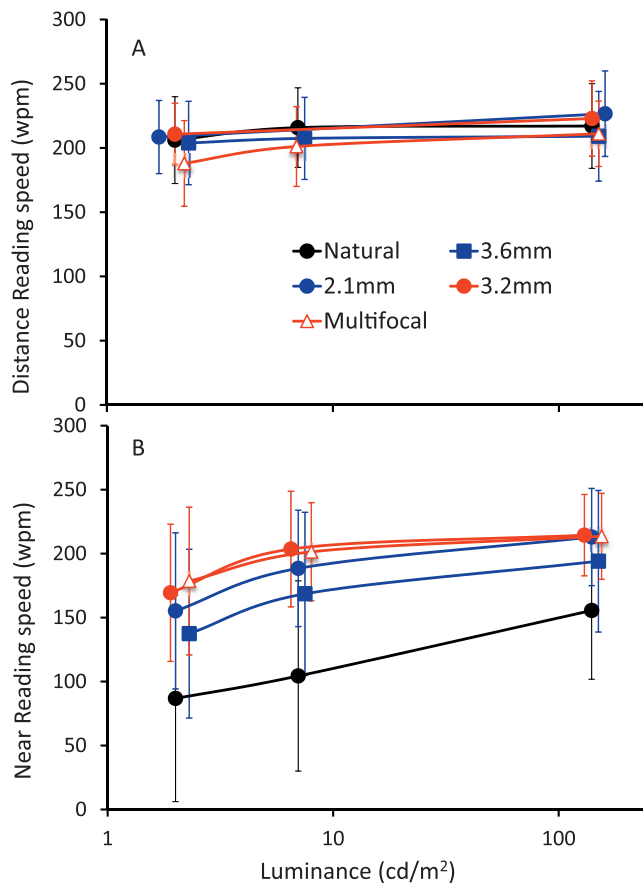 300
A
250
200
150
Natural 3.6mm
2.1mm 3.2mm
Multifocal
100
50
0
Distance Reading speed (wpm)
300
B
250
200
150
100
50
0
Near Reading speed (wpm)
1 10 100
Luminance (cd/m²)